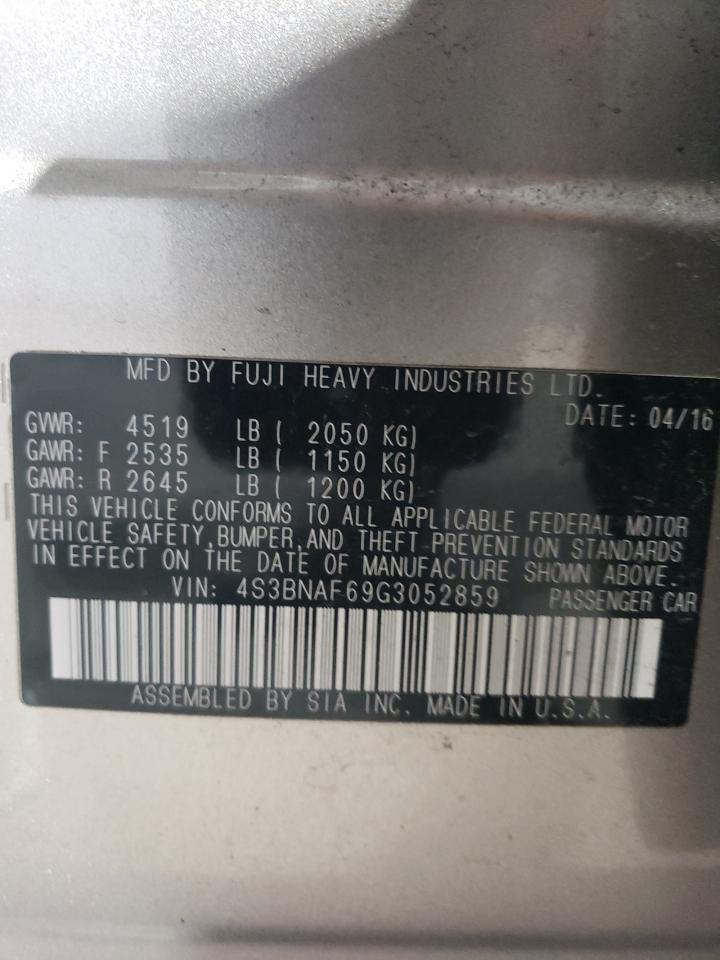 MFD BY FUJI HEAVY INDUSTRIES LTD.
DATE: 04/16
GVWR: 4519 LB ( 2050 KG)
GAWR: F 2535 LB ( 1150 KG)
GAWR: R 2645 LB ( 1200 KG)
THIS VEHICLE CONFORMS TO ALL APPLICABLE FEDERAL MOTOR
VEHICLE SAFETY, BUMPER, AND THEFT PREVENTION STANDARDS
IN EFFECT ON THE DATE OF MANUFACTURE SHOWN ABOVE.
VIN: 4S3BNAF69G3052859 PASSENGER CAR
ASSEMBLED BY SIA INC. MADE IN U.S.A.